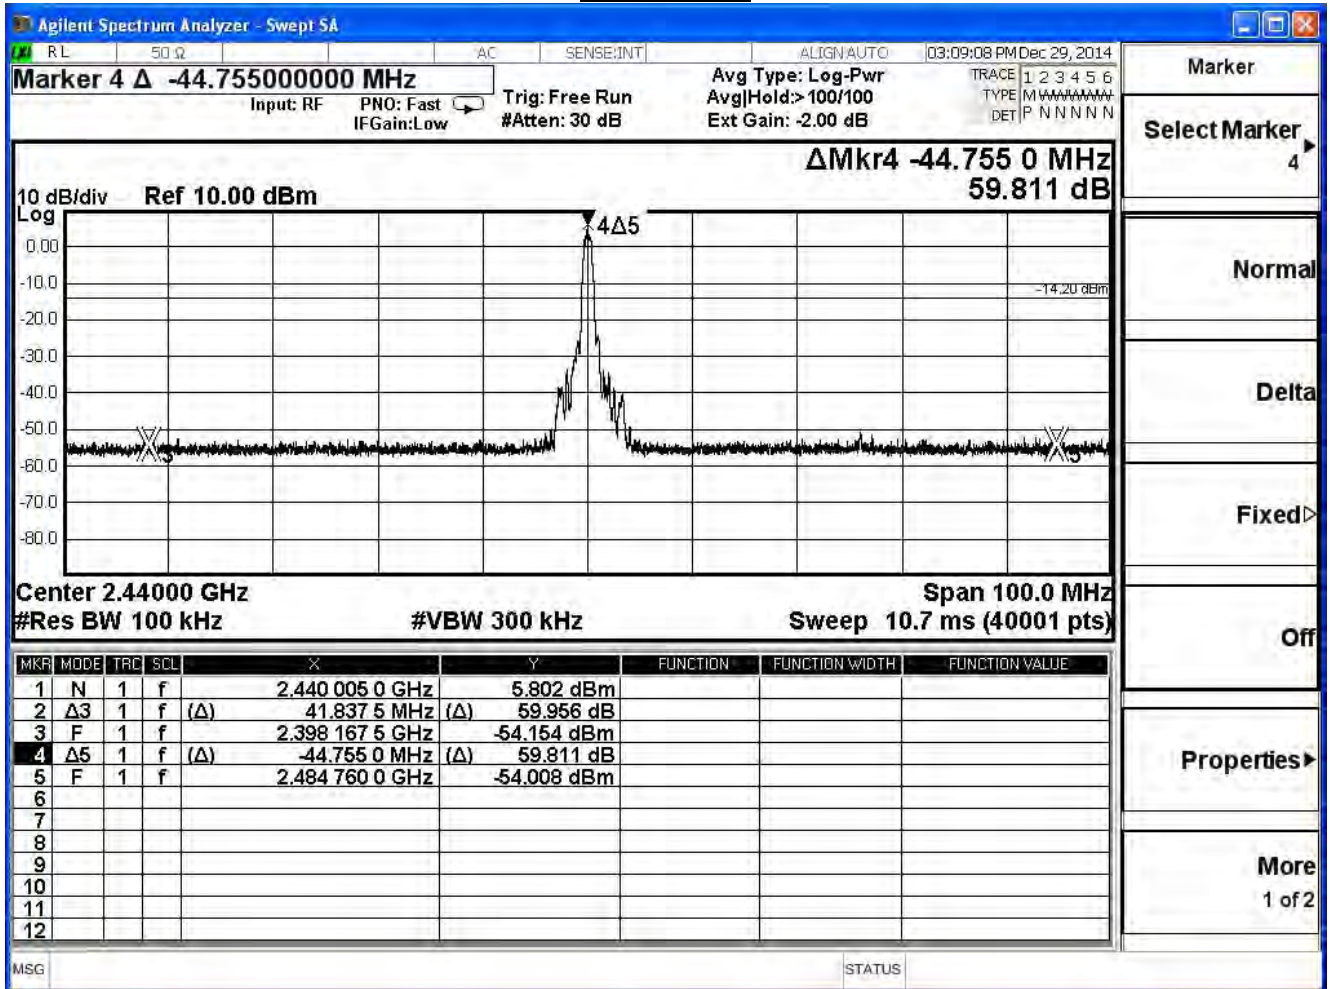 Agilent Spectrum Analyzer - Swept SA
LXI RL 50 Ω AC SENSE:INT ALIGN AUTO 03:09:08 PM Dec 29, 2014
Marker 4 Δ -44.755000000 MHz
Input: RF PNO: Fast IFGain:Low
Trig: Free Run
#Atten: 30 dB
Avg Type: Log-Pwr
Avg|Hold:> 100/100
Ext Gain: -2.00 dB
TRACE 1 2 3 4 5 6
TYPE M WWWWW
DET P N N N N N
ΔMkr4 -44.755 0 MHz
59.811 dB
10 dB/div Ref 10.00 dBm
Log
4Δ5
0.00
-10.0
-14.20 dBm
-20.0
-30.0
-40.0
-50.0
3
5
-60.0
-70.0
-80.0
Center 2.44000 GHz Span 100.0 MHz
#Res BW 100 kHz #VBW 300 kHz Sweep 10.7 ms (40001 pts)
MKR MODE TRC SCL X Y FUNCTION FUNCTION WIDTH FUNCTION VALUE
1 N 1 f 2.440 005 0 GHz 5.802 dBm
2 Δ3 1 f (Δ) 41.837 5 MHz (Δ) 59.956 dB
3 F 1 f 2.398 167 5 GHz -54.154 dBm
4 Δ5 1 f (Δ) -44.755 0 MHz (Δ) 59.811 dB
5 F 1 f 2.484 760 0 GHz -54.008 dBm
6
7
8
9
10
11
12
MSG STATUS
Marker
Select Marker
4
Normal
Delta
Fixed
Off
Properties
More
1 of 2